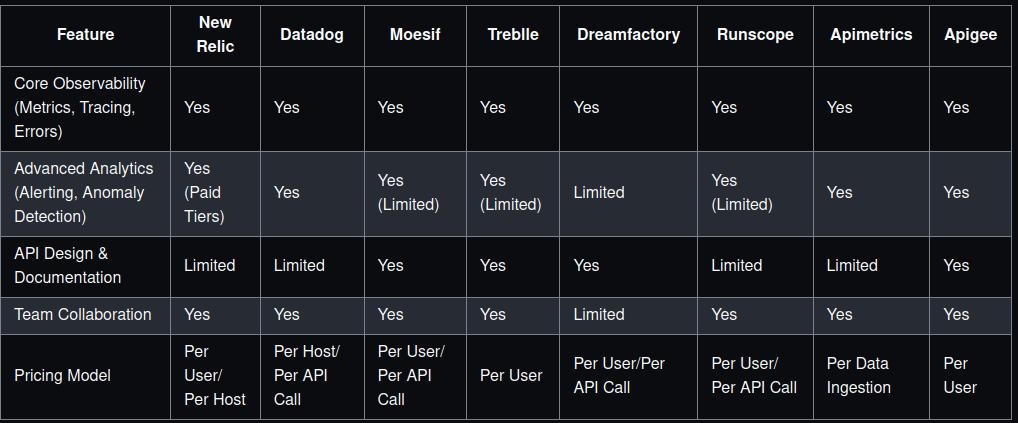 Feature New Relic Datadog Moesif Treblle Dreamfactory Runscope Apimetrics Apigee
Core Observability (Metrics, Tracing, Errors) Yes Yes Yes Yes Yes Yes Yes Yes
Advanced Analytics (Alerting, Anomaly Detection) Yes (Paid Tiers) Yes Yes (Limited) Yes (Limited) Limited Yes (Limited) Yes Yes
API Design & Documentation Limited Limited Yes Yes Yes Limited Limited Yes
Team Collaboration Yes Yes Yes Yes Limited Yes Yes Yes
Pricing Model Per User/ Per Host Per Host/ Per API Call Per User/ Per API Call Per User Per User/Per API Call Per User/ Per API Call Per Data Ingestion Per User